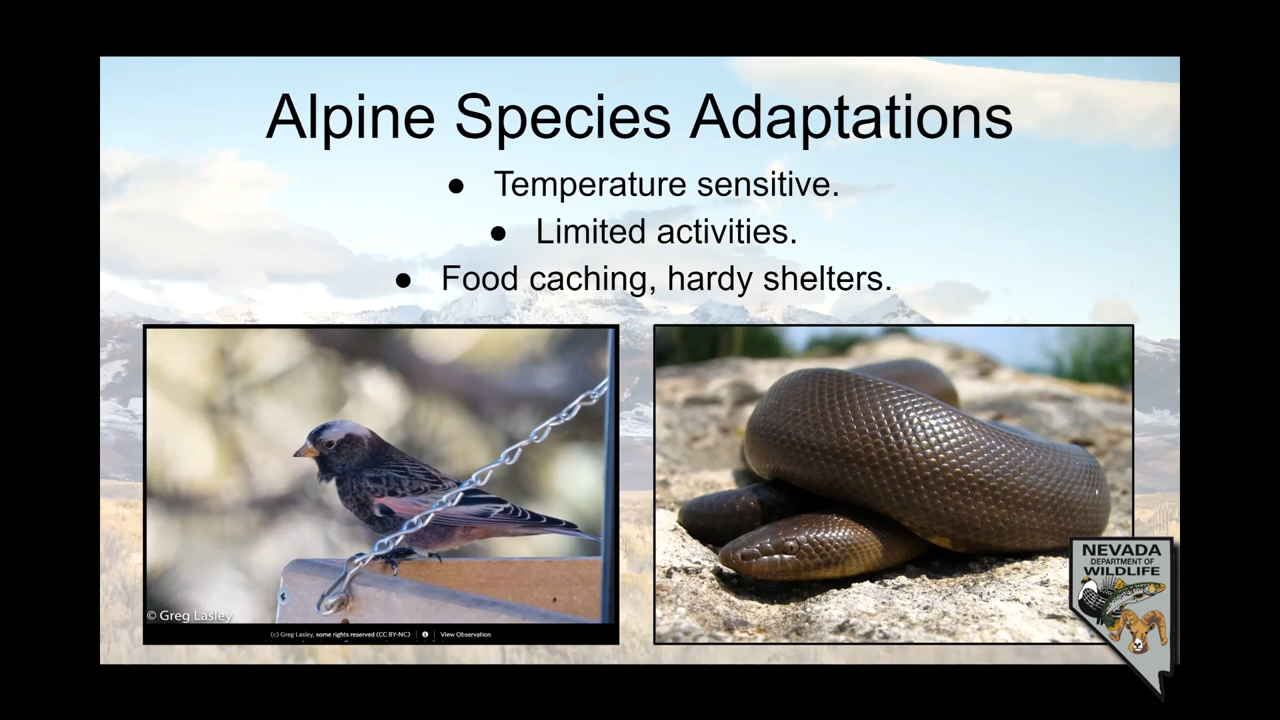 Alpine Species Adaptations
● Temperature sensitive.
● Limited activities.
● Food caching, hardy shelters.
© Greg Lasley
(c) Greg Lasley, some rights reserved (CC BY-NC) View Observation
NEVADA
DEPARTMENT OF
WILDLIFE